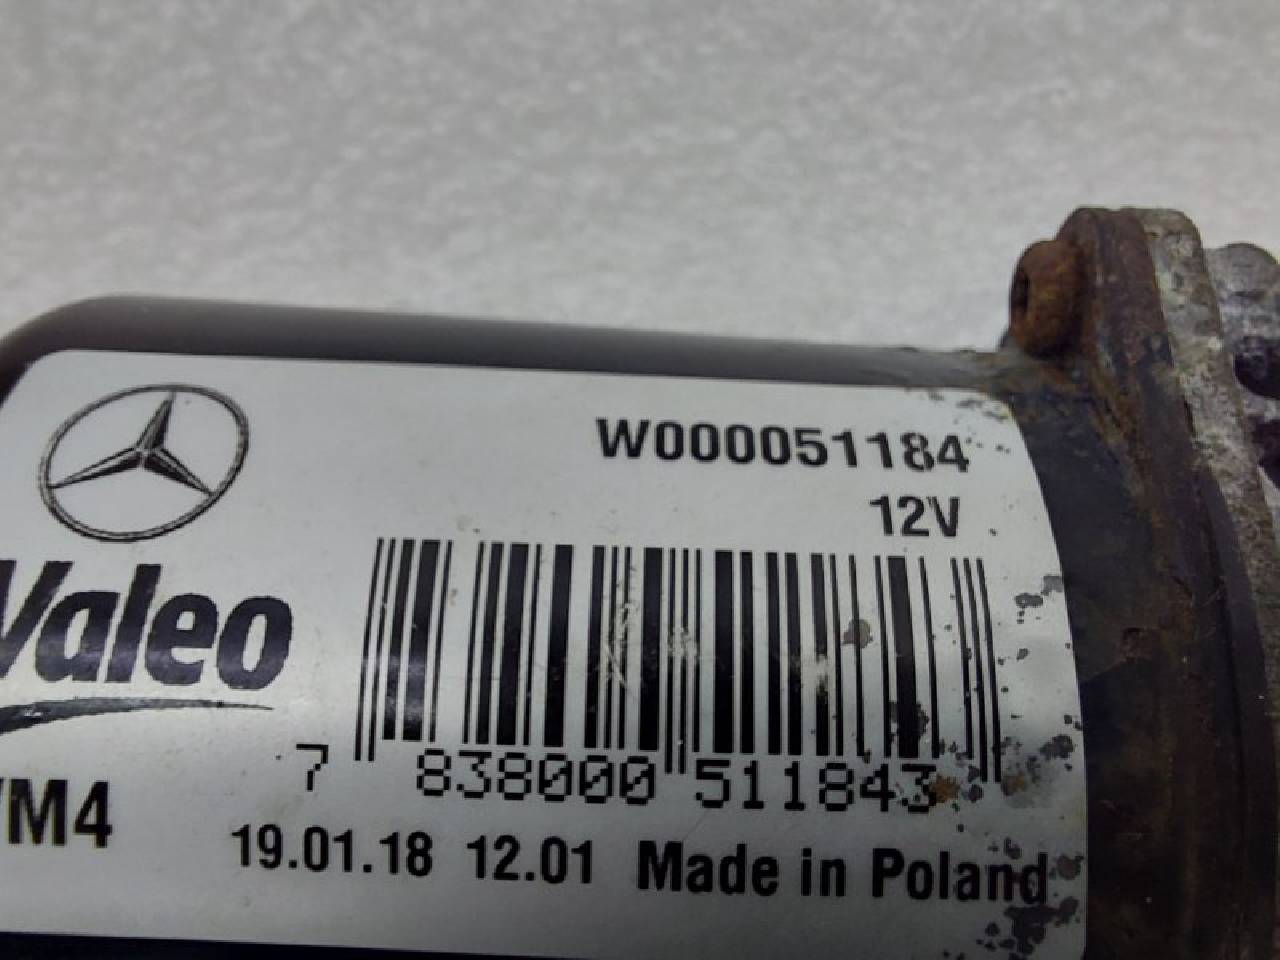 W000051184
12V
Valeo
7 838000 511843
M4
19.01.18 12.01 Made in Poland